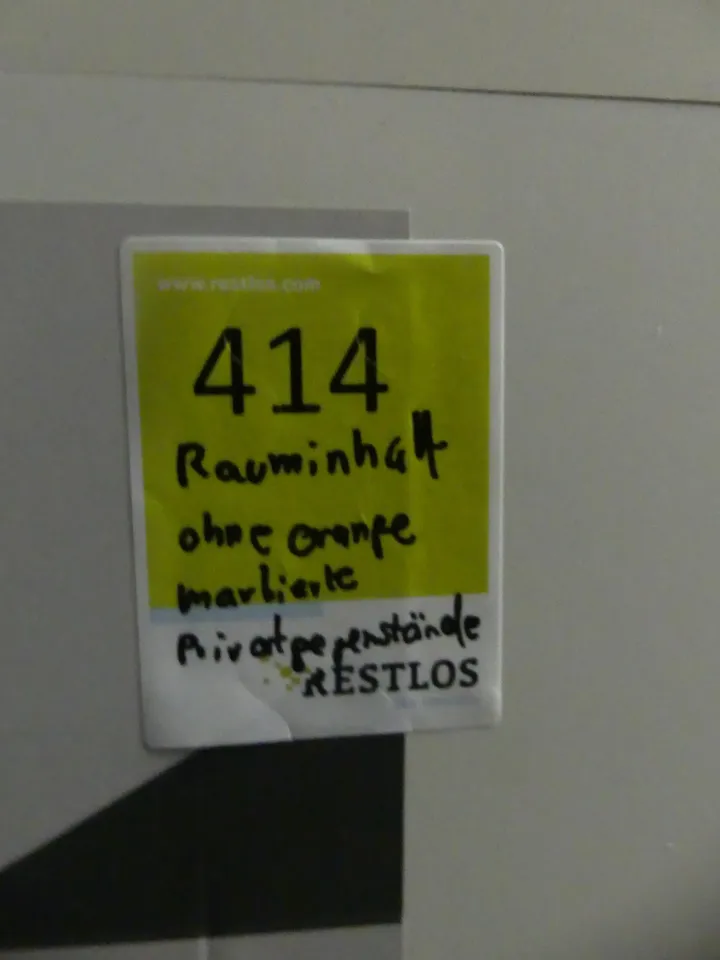 www.restlos.com
414
Rauminhalt
ohne orange
markierte
Privatgegenstände
RESTLOS